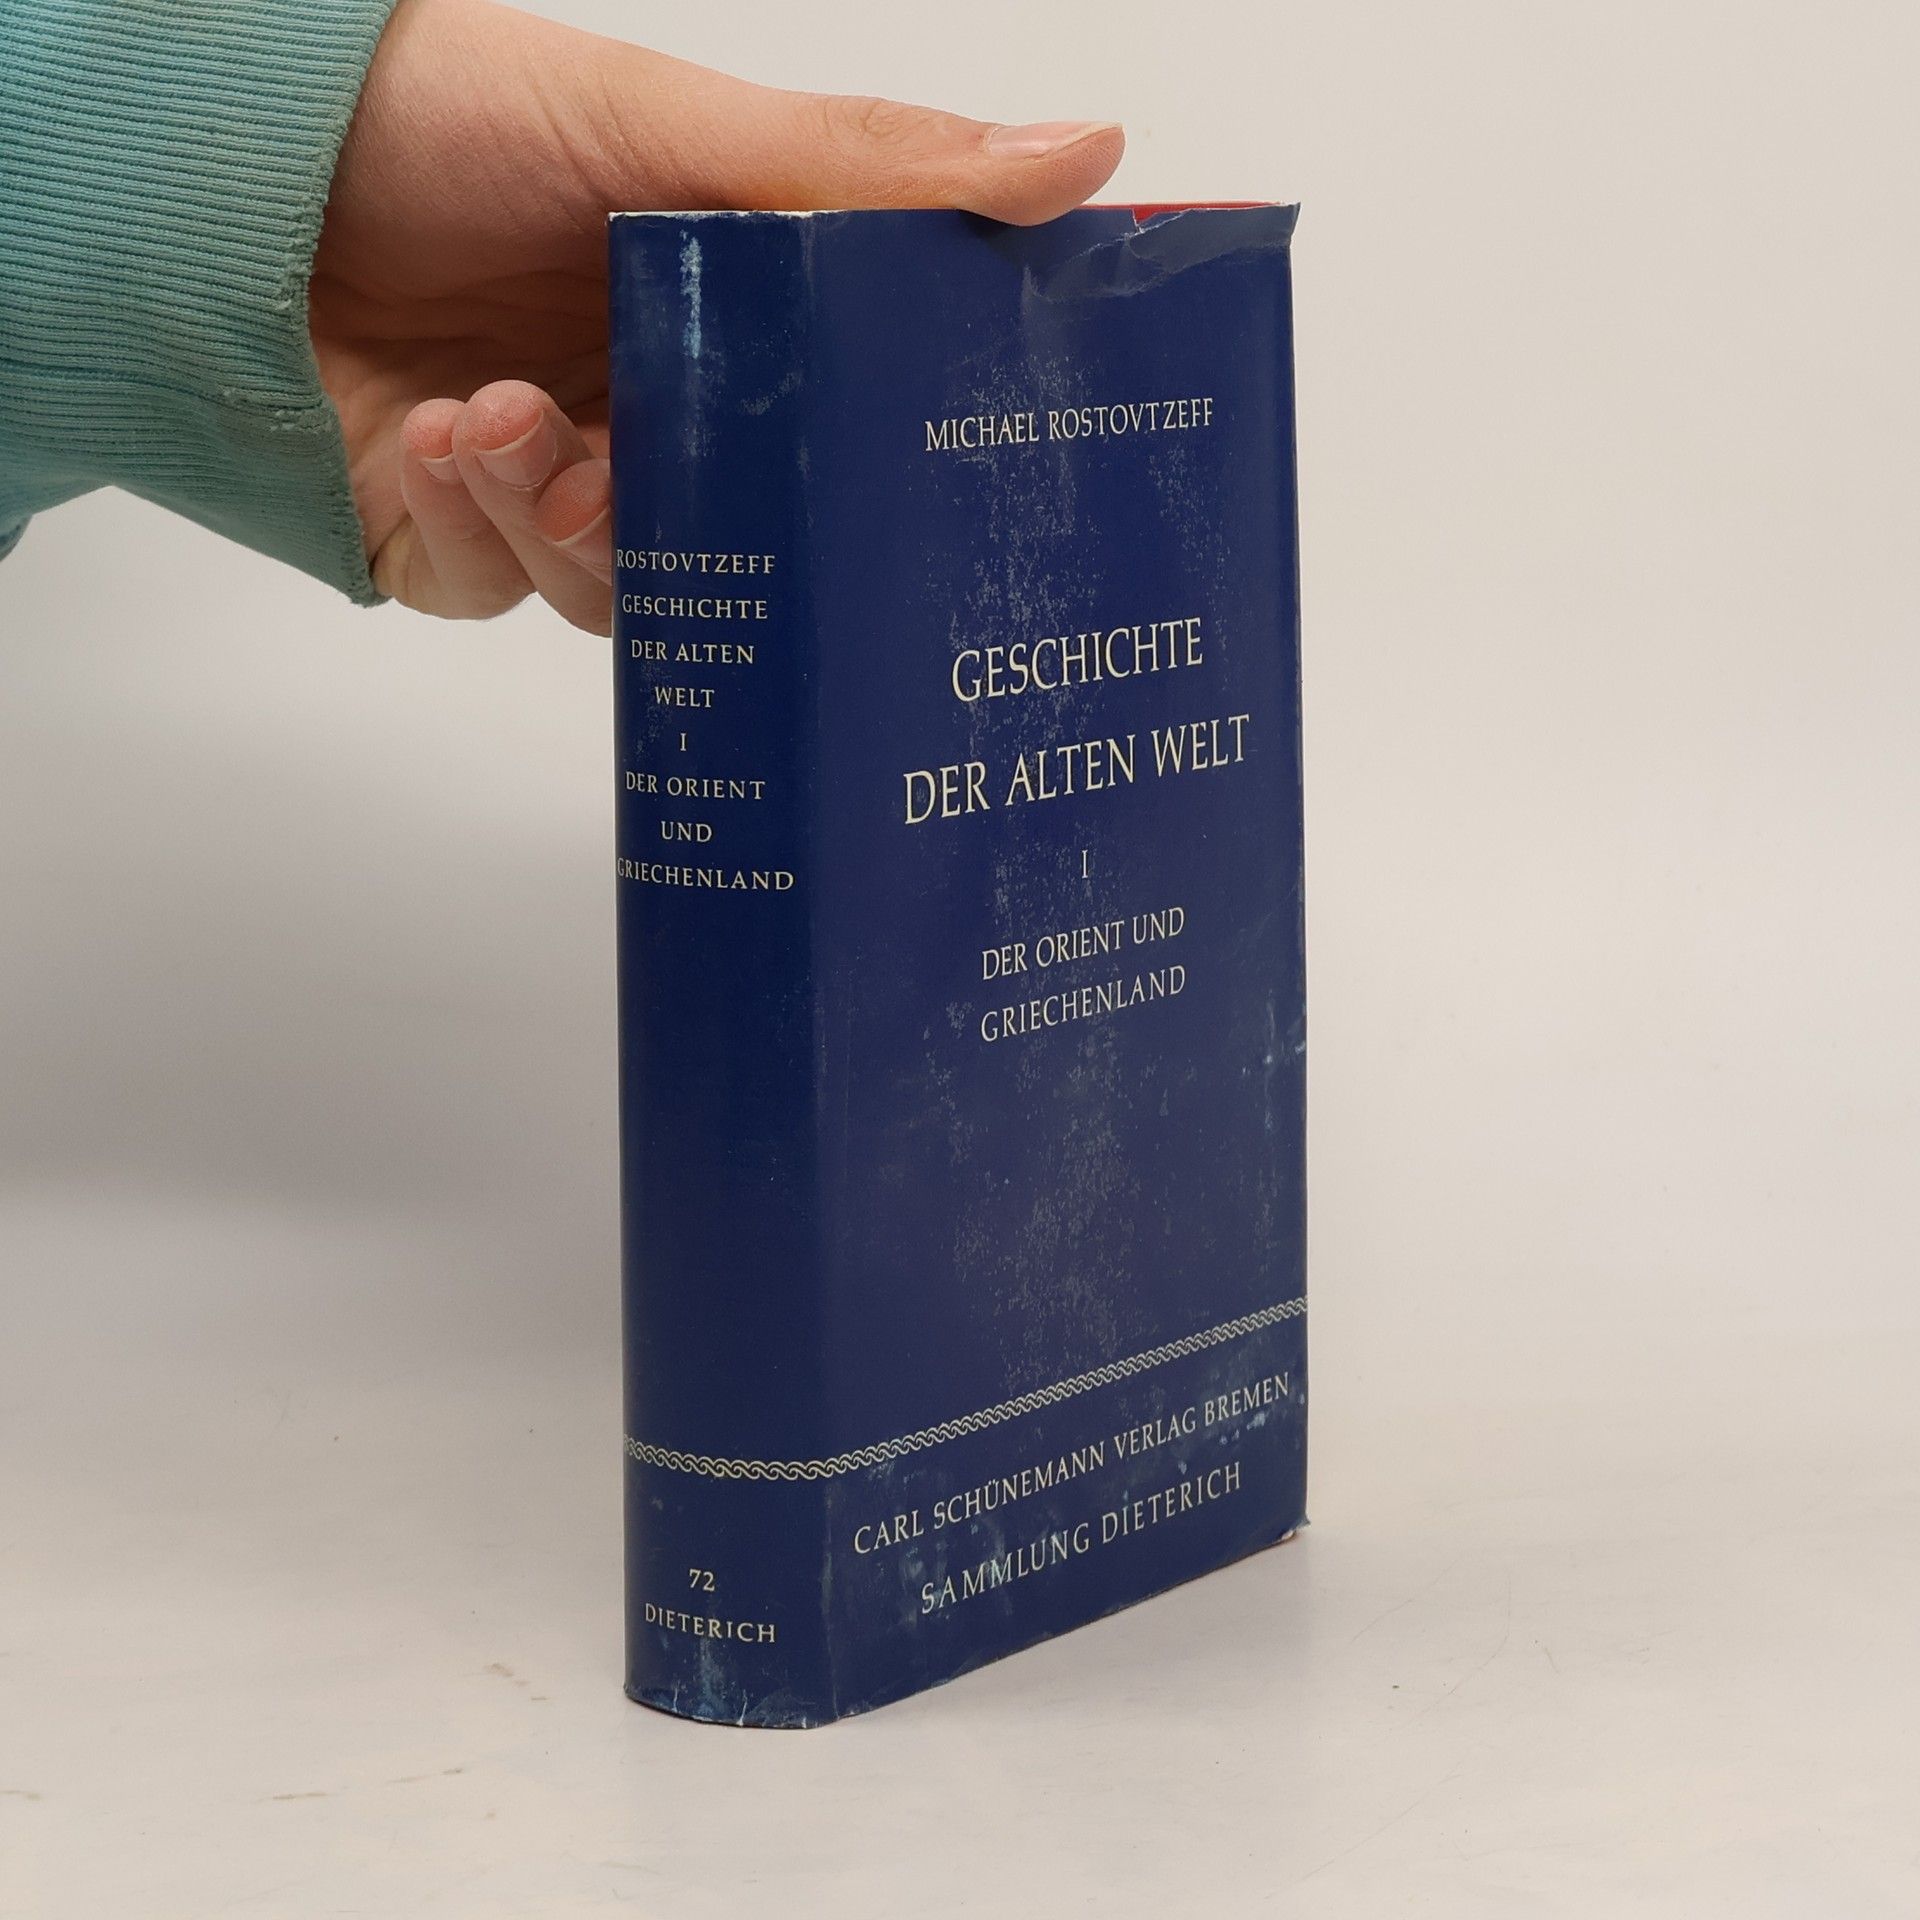 ROSTOVTZEFF
GESCHICHTE
DER ALTEN
WELT
I
DER ORIENT
UND
GRIECHENLAND
72
DIETERICH
MICHAEL ROSTOVTZEFF
GESCHICHTE
DER ALTEN WELT
I
DER ORIENT UND
GRIECHENLAND
CARL SCHÜNEMANN VERLAG BREMEN
SAMMLUNG DIETERICH